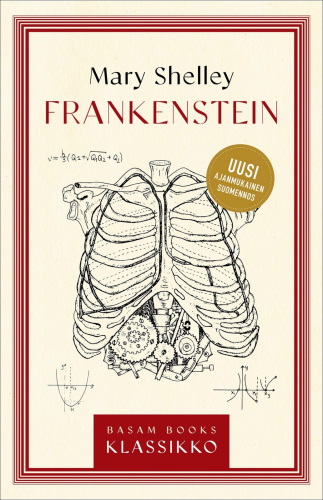 Mary Shelley
FRANKENSTEIN
UUSI
AJANMUKAINEN
SUOMENNOS
BASAM BOOKS
KLASSIKKO